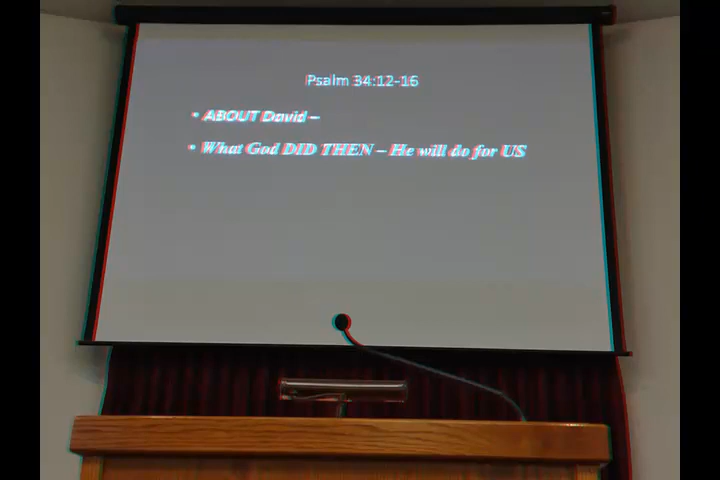 Psalm 34:12-16
• ABOUT David –
• What God DID THEN – He will do for US